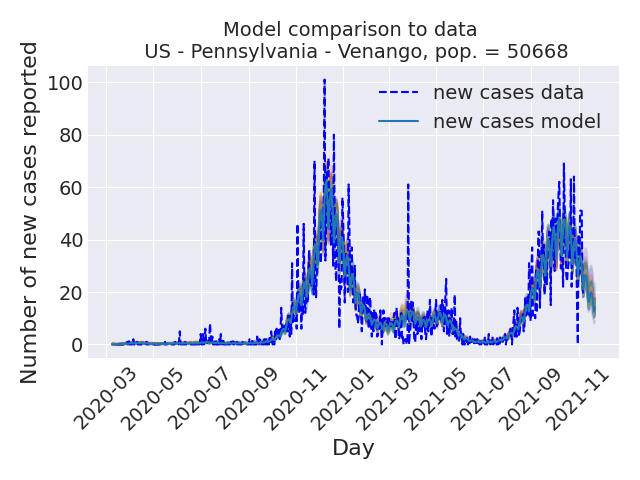 Model comparison to data
US - Pennsylvania - Venango, pop. = 50668
Number of new cases reported
100
80
60
40
20
0
new cases data
new cases model
2020-03
2020-05
2020-07
2020-09
2020-11
2021-01
2021-03
2021-05
2021-07
2021-09
2021-11
Day